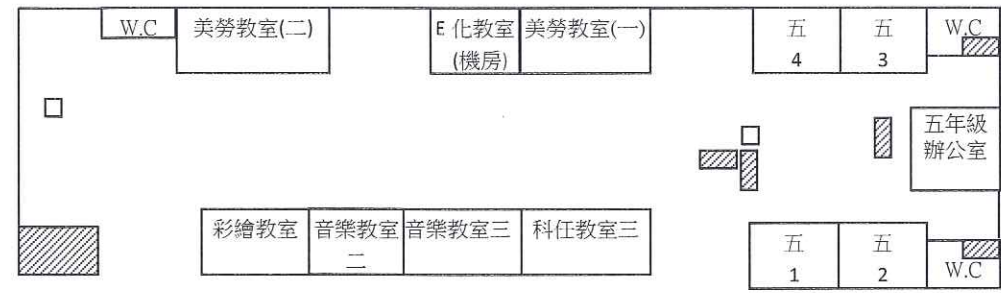 W.C
美勞教室(二)
E 化教室
(機房)
美勞教室(一)
五
4
五
3
W.C
五年級
辦公室
彩繪教室
音樂教室
二
音樂教室三
科任教室三
五
1
五
2
W.C